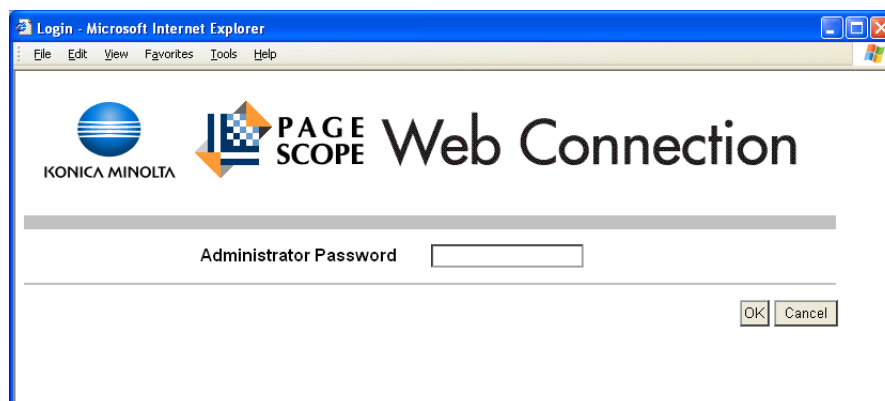 Login - Microsoft Internet Explorer
File Edit View Favorites Tools Help
KONICA MINOLTA
PAGE SCOPE Web Connection
Administrator Password
OK Cancel